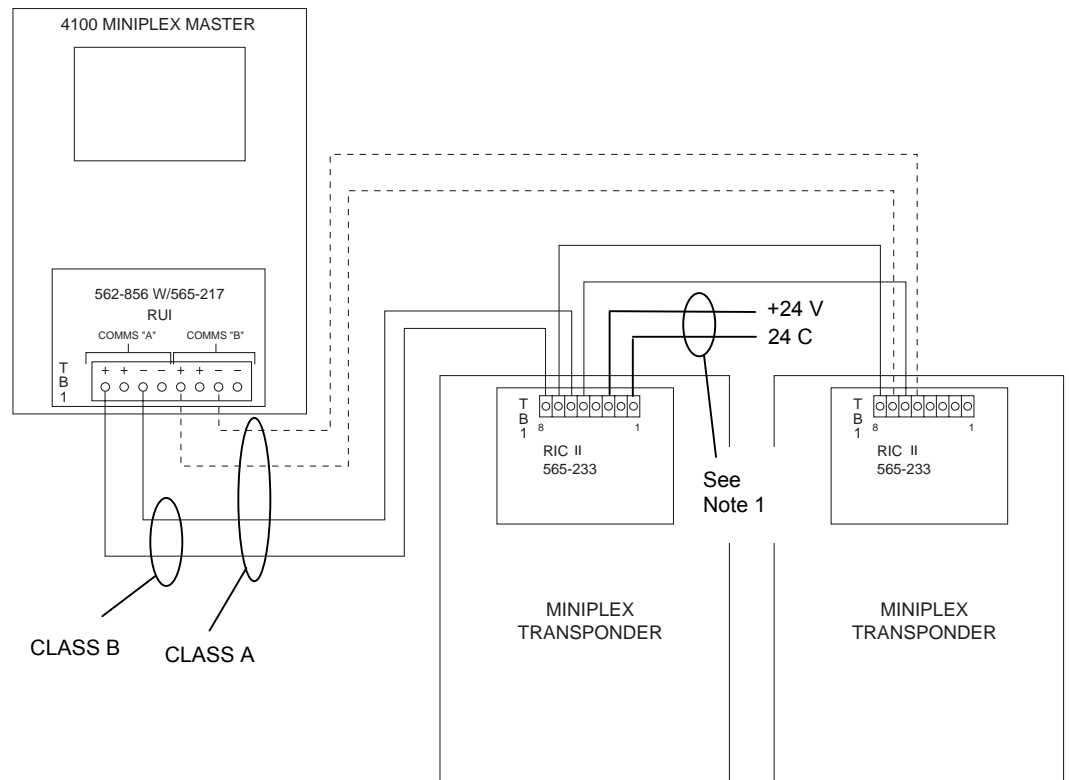 4100 MINIPLEX MASTER
562-856 W/565-217
RUI
COMMS "A"
COMMS "B"
T
B
1
+ + – – + + – –
+24 V
24 C
T
B
1
8
1
RIC II
565-233
See
Note 1
T
B
1
8
1
RIC II
565-233
MINIPLEX
TRANSPONDER
MINIPLEX
TRANSPONDER
CLASS B
CLASS A